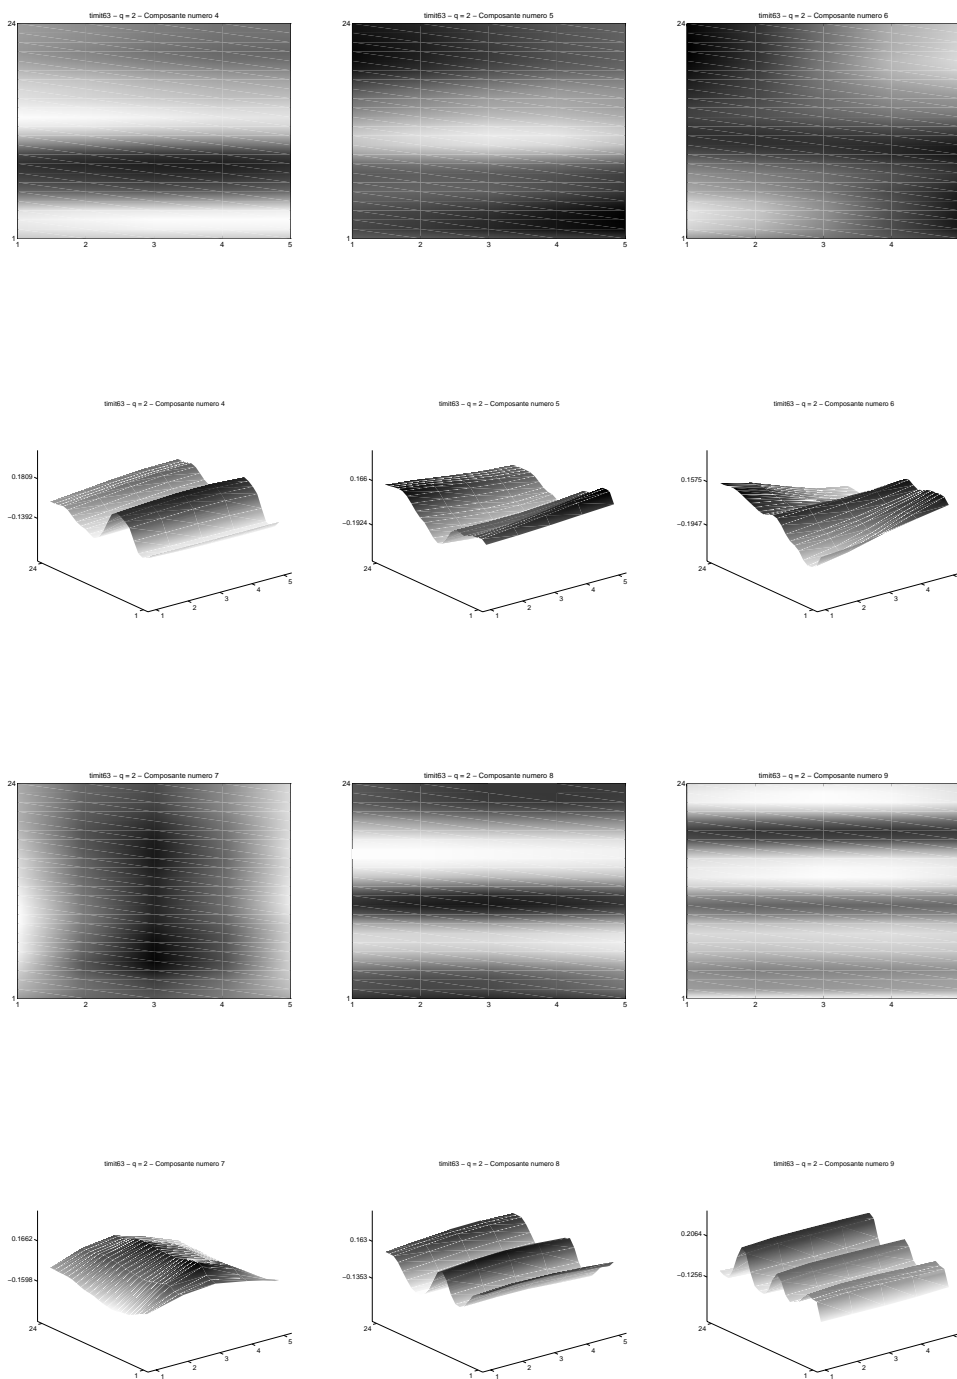 timit63 − q = 2 − Composante numero 4
timit63 − q = 2 − Composante numero 5
timit63 − q = 2 − Composante numero 6
24
1
1 2 3 4 5
24
1
1 2 3 4 5
24
1
1 2 3 4
timit63 − q = 2 − Composante numero 4
timit63 − q = 2 − Composante numero 5
timit63 − q = 2 − Composante numero 6
0.1809
−0.1392
24
1
1 2 3 4 5
0.166
−0.1924
24
1
1 2 3 4 5
0.1575
−0.1947
24
1
1 2 3 4
timit63 − q = 2 − Composante numero 7
timit63 − q = 2 − Composante numero 8
timit63 − q = 2 − Composante numero 9
24
1
1 2 3 4 5
24
1
1 2 3 4 5
24
1
1 2 3 4
timit63 − q = 2 − Composante numero 7
timit63 − q = 2 − Composante numero 8
timit63 − q = 2 − Composante numero 9
0.1662
−0.1598
24
1
1 2 3 4 5
0.163
−0.1353
24
1
1 2 3 4 5
0.2064
−0.1256
24
1
1 2 3 4